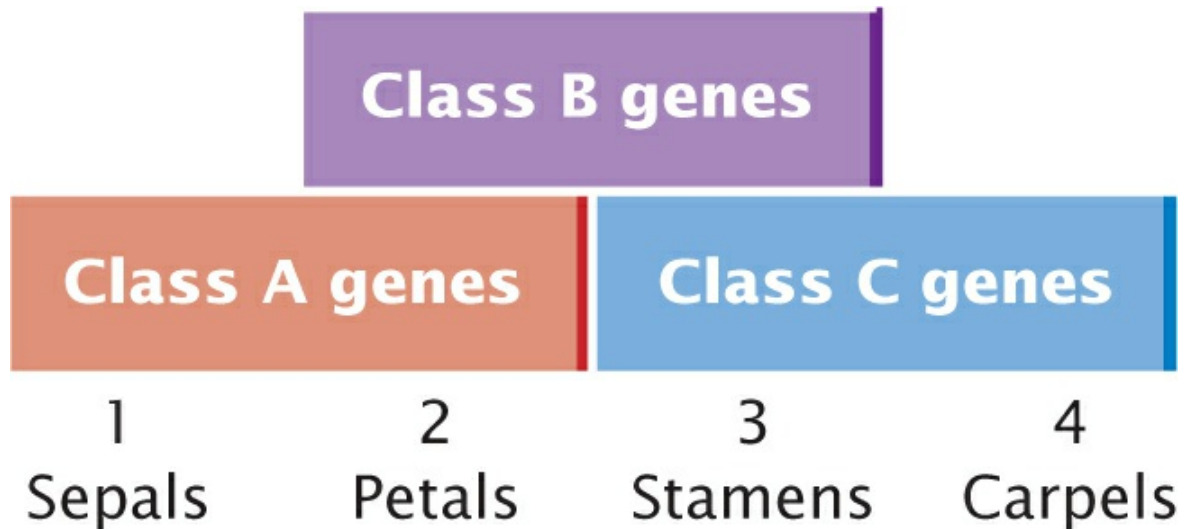 Class B genes
Class A genes Class C genes
1 2 3 4
Sepals Petals Stamens Carpels